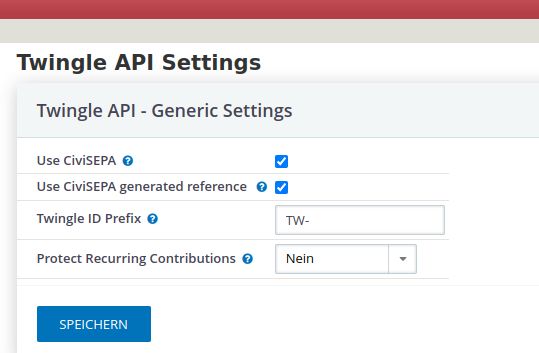 Twingle API Settings
Twingle API - Generic Settings
Use CiviSEPA ?
Use CiviSEPA generated reference ?
Twingle ID Prefix ? TW-
Protect Recurring Contributions ? Nein
SPEICHERN